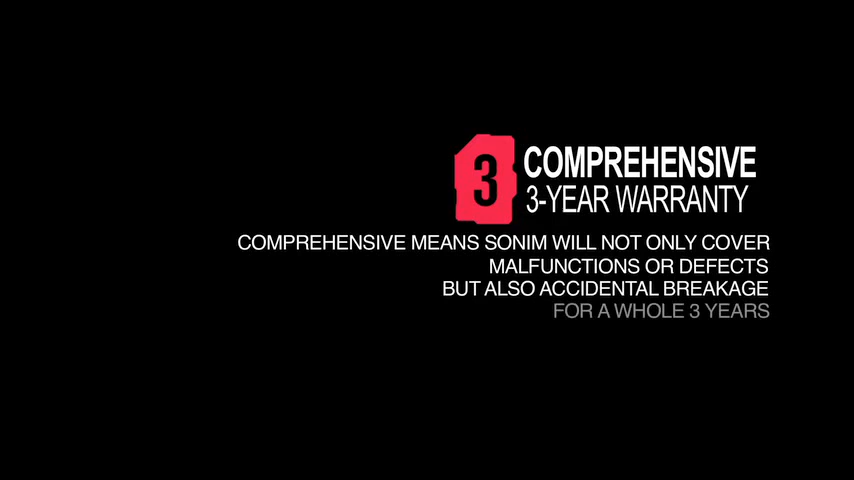 3
COMPREHENSIVE
3-YEAR WARRANTY
COMPREHENSIVE MEANS SONIM WILL NOT ONLY COVER
MALFUNCTIONS OR DEFECTS
BUT ALSO ACCIDENTAL BREAKAGE
FOR A WHOLE 3 YEARS